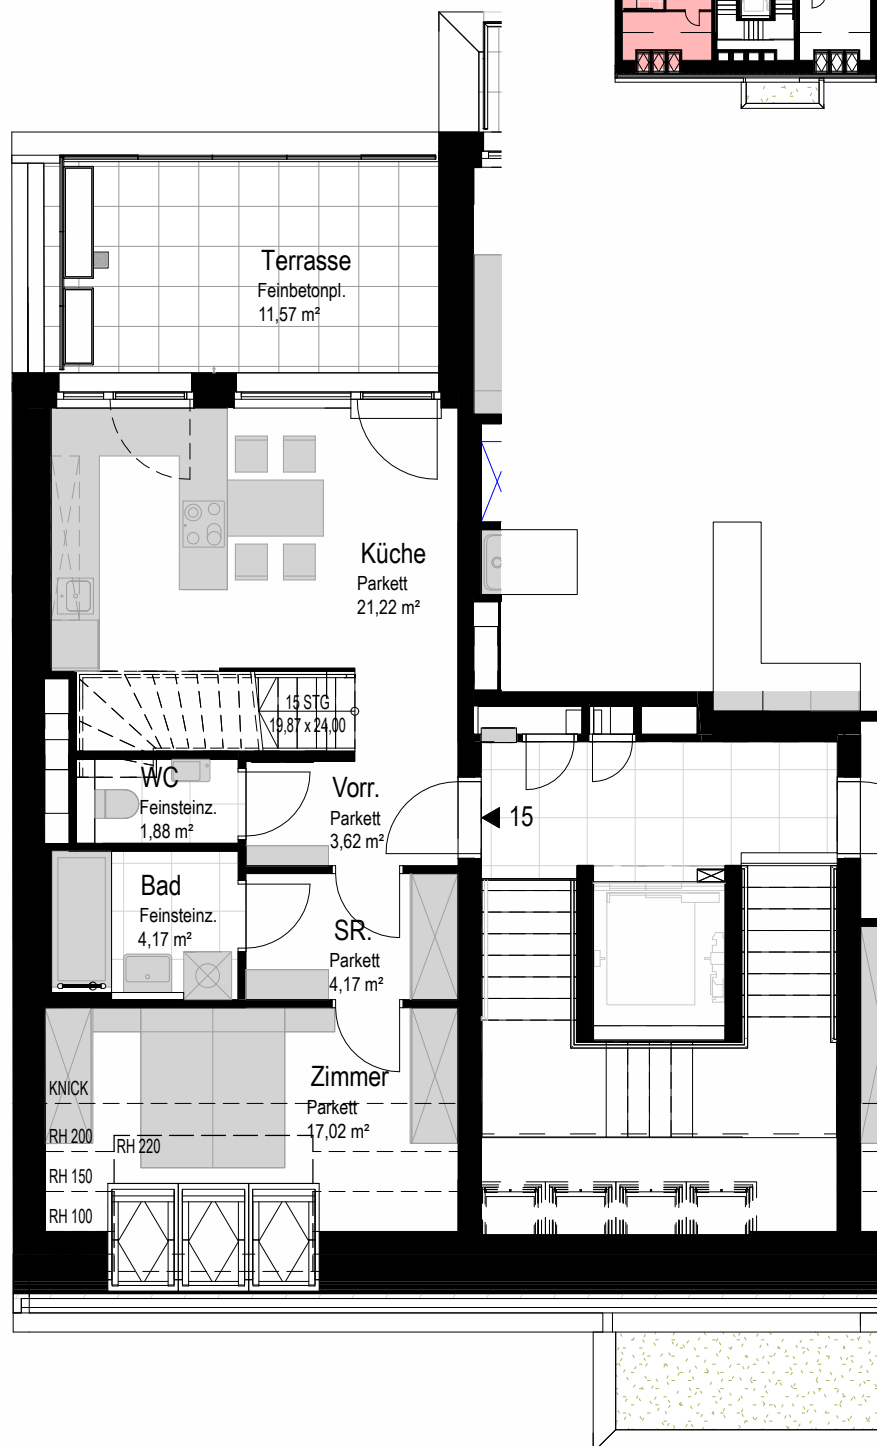 Terrasse
Feinbetonpl.
11,57 m²
Küche
Parkett
21,22 m²
15 STG
19,87 x 24,00
WC
Feinsteinz.
1,88 m²
Vorr.
Parkett
3,62 m²
15
Bad
Feinsteinz.
4,17 m²
SR.
Parkett
4,17 m²
Zimmer
Parkett
17,02 m²
KNICK
RH 200
RH 220
RH 150
RH 100